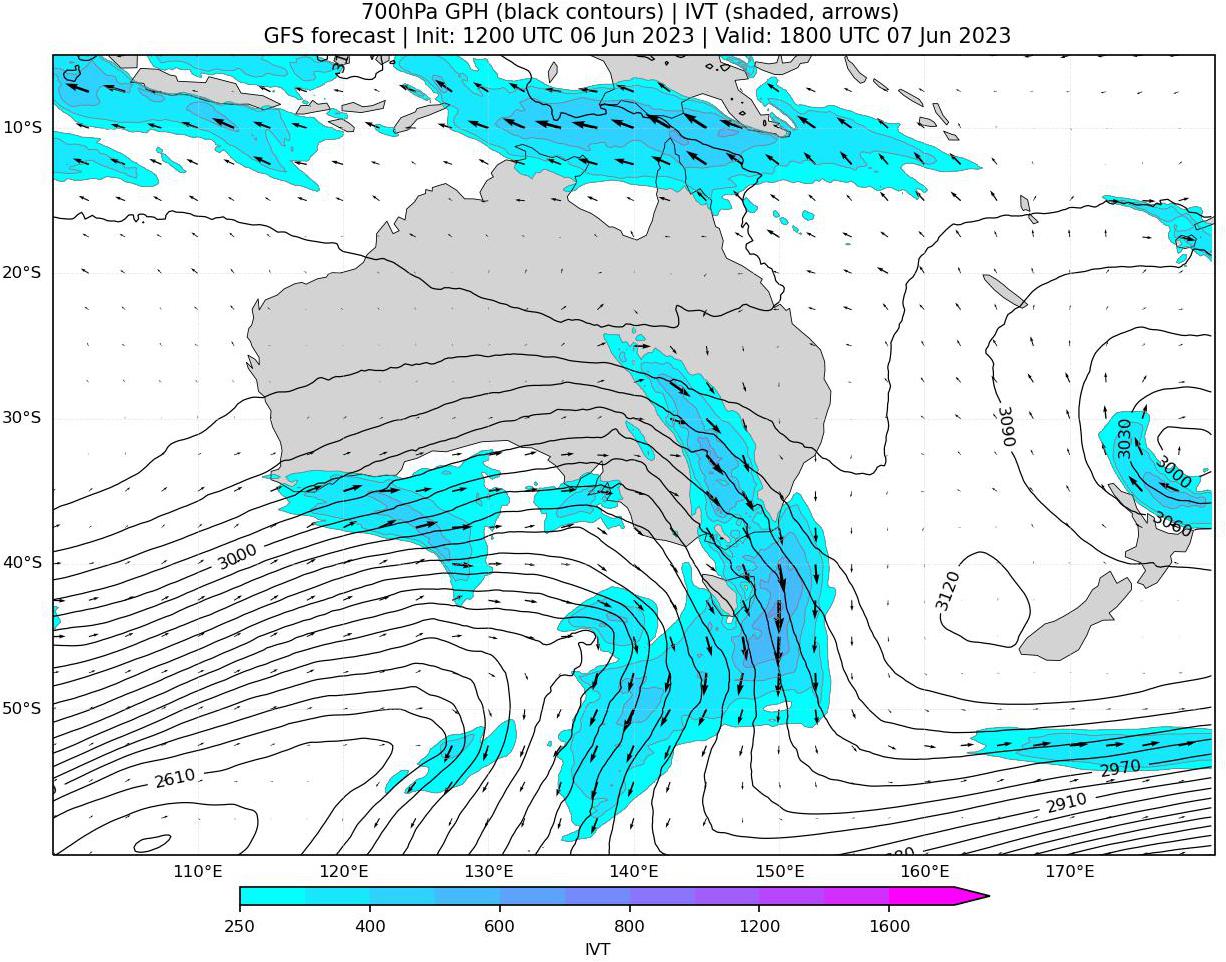 700hPa GPH (black contours) | IVT (shaded, arrows)
GFS forecast | Init: 1200 UTC 06 Jun 2023 | Valid: 1800 UTC 07 Jun 2023
10°S
20°S
30°S
3090
3030
3000
3060
40°S
3000
3120
50°S
2610
2970
2910
110°E 120°E 130°E 140°E 150°E 160°E 170°E
250 400 600 800 1200 1600
IVT